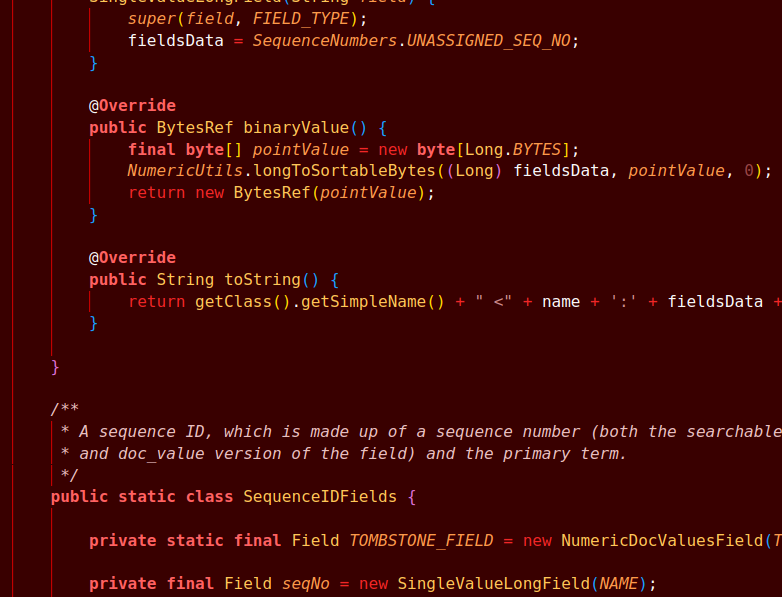 SingleValueLongField(String field) {
super(field, FIELD_TYPE);
fieldsData = SequenceNumbers.UNASSIGNED_SEQ_NO;
}
@Override
public BytesRef binaryValue() {
final byte[] pointValue = new byte[Long.BYTES];
NumericUtils.longToSortableBytes((Long) fieldsData, pointValue, 0);
return new BytesRef(pointValue);
}
@Override
public String toString() {
return getClass().getSimpleName() + " <" + name + ':' + fieldsData +
}
}
/**
* A sequence ID, which is made up of a sequence number (both the searchable
* and doc_value version of the field) and the primary term.
*/
public static class SequenceIDFields {
private static final Field TOMBSTONE_FIELD = new NumericDocValuesField(T
private final Field seqNo = new SingleValueLongField(NAME);